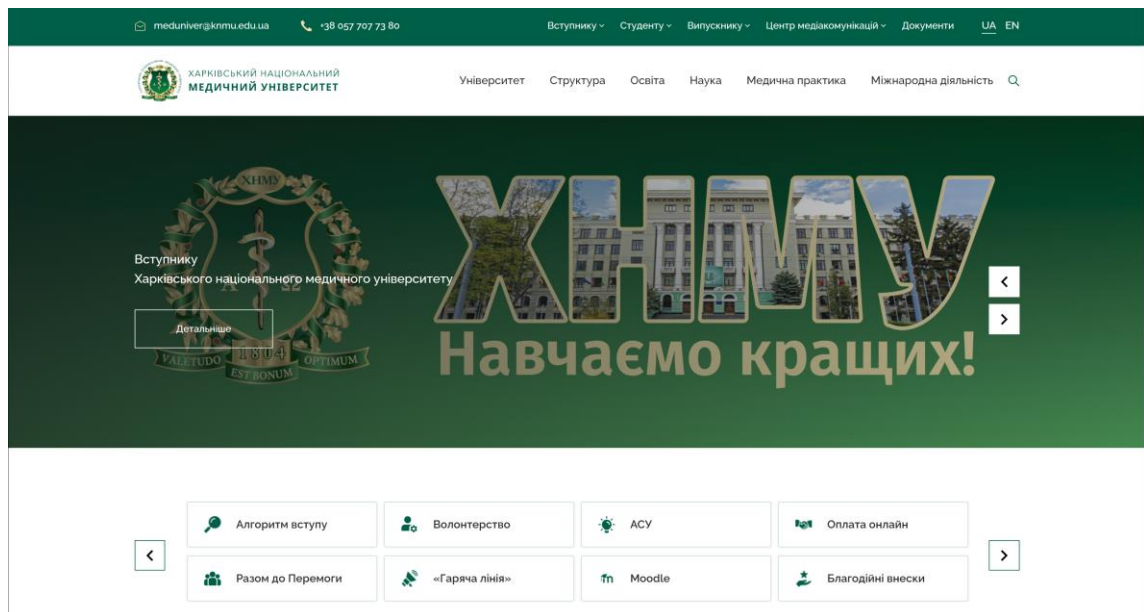 meduniver@knmu.edu.ua +38 057 707 73 80 Вступнику Студенту Випускнику Центр медіакомунікацій Документи UA EN
ХАРКІВСЬКИЙ НАЦІОНАЛЬНИЙ
МЕДИЧНИЙ УНІВЕРСИТЕТ
Університет Структура Освіта Наука Медична практика Міжнародна діяльність
ХНМУ
ХНМУ
Вступнику
Харківського національного медичного університету
Α Ω
Детальніше
VALETUDO 1804 OPTIMUM
EST BONUM
Навчаємо кращих!
Алгоритм вступу Волонтерство АСУ Оплата онлайн
Разом до Перемоги «Гаряча лінія» m Moodle Благодійні внески